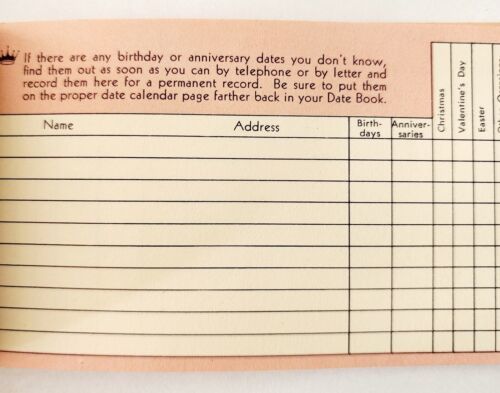 If there are any birthday or anniversary dates you don't know,
find them out as soon as you can by telephone or by letter and
record them here for a permanent record. Be sure to put them
on the proper date calendar page farther back in your Date Book.
Name
Address
Birth-
days
Anniver-
saries
Christmas
Valentine's Day
Easter